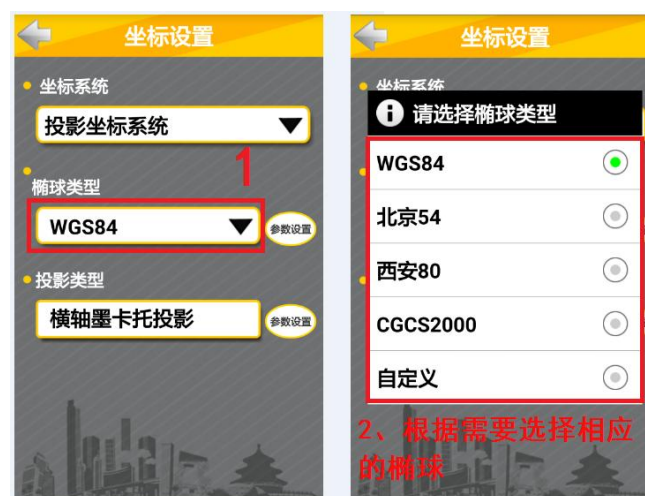 坐标设置
坐标系统
投影坐标系统
1
椭球类型
WGS84
参数设置
投影类型
横轴墨卡托投影
参数设置
坐标设置
坐标系统
请选择椭球类型
WGS84
北京54
西安80
CGCS2000
自定义
2、根据需要选择相应
的椭球